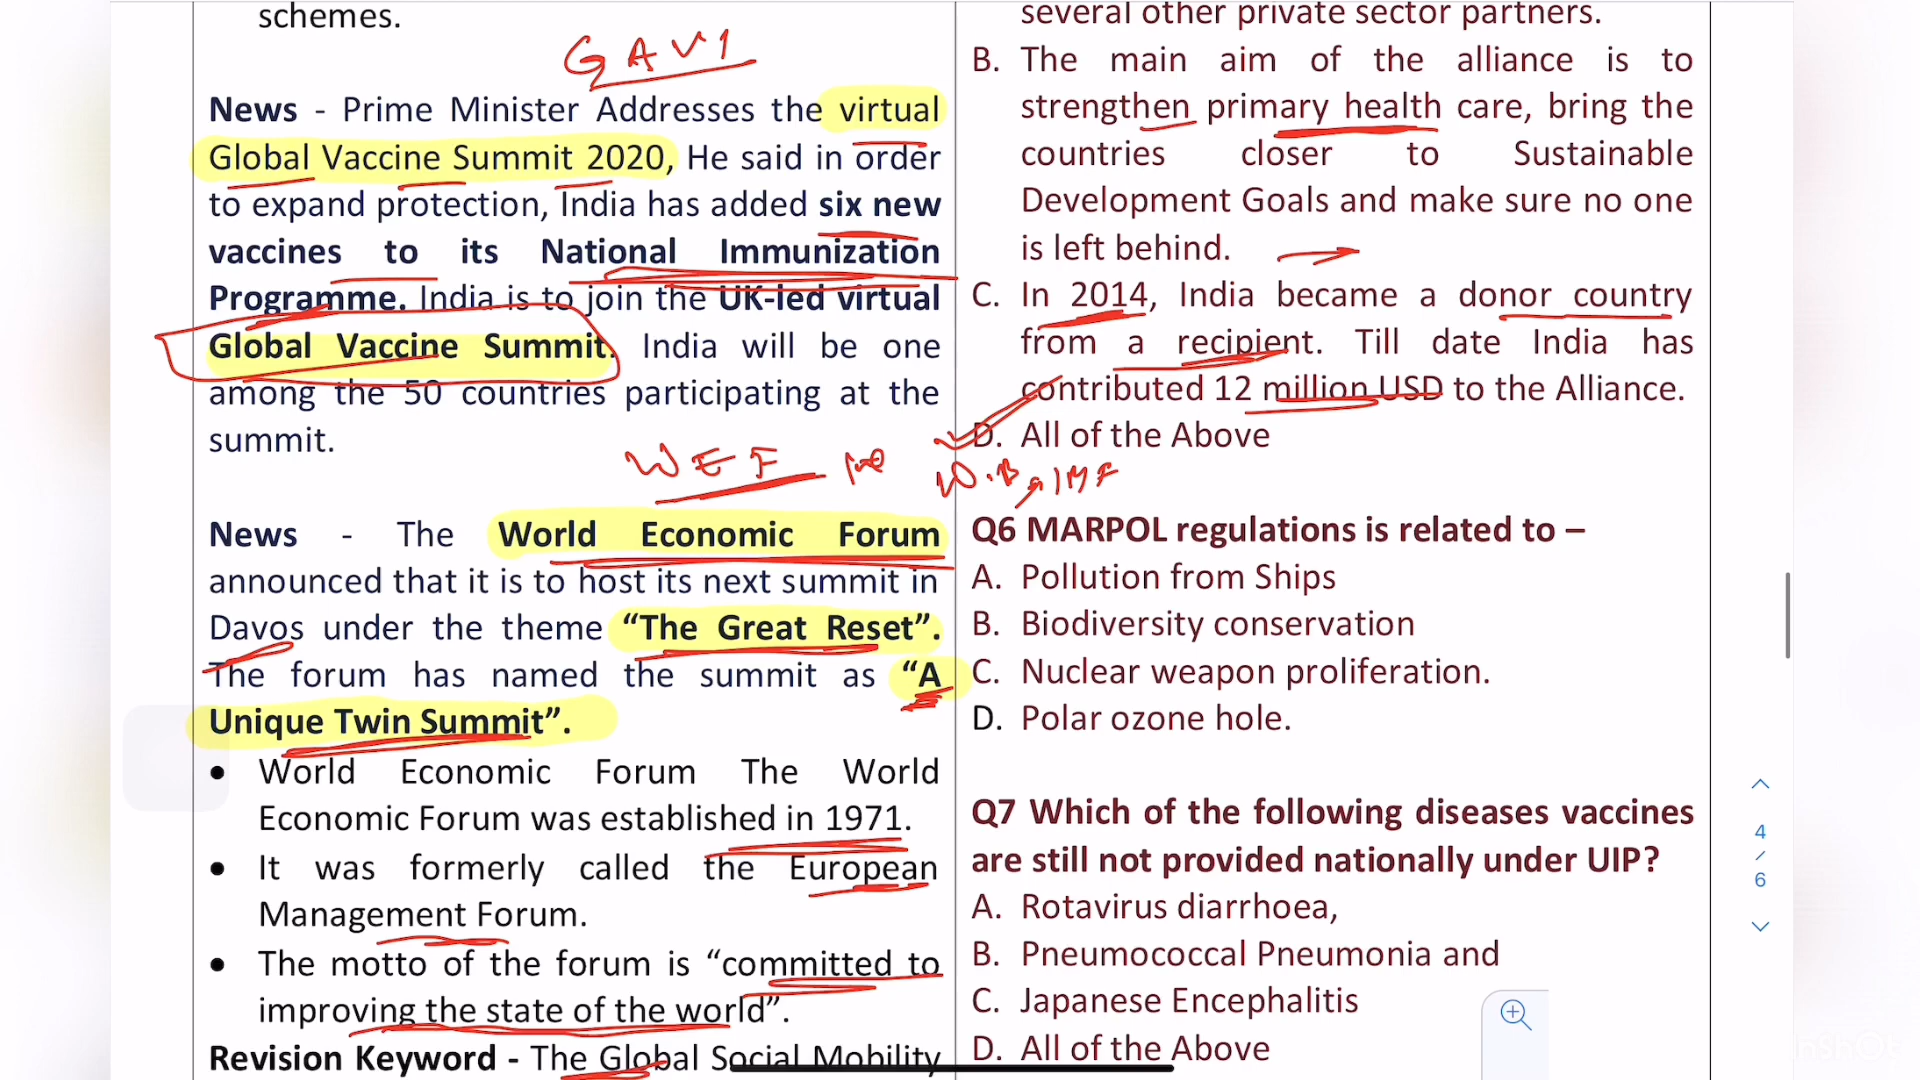 schemes.
GAVI
News - Prime Minister Addresses the virtual
Global Vaccine Summit 2020, He said in order
to expand protection, India has added six new
vaccines to its National Immunization
Programme. India is to join the UK-led virtual
Global Vaccine Summit. India will be one
among the 50 countries participating at the
summit.
WEF
News - The World Economic Forum
announced that it is to host its next summit in
Davos under the theme “The Great Reset”.
The forum has named the summit as “A
Unique Twin Summit”.
• World Economic Forum The World
Economic Forum was established in 1971.
• It was formerly called the European
Management Forum.
• The motto of the forum is “committed to
improving the state of the world”.
Revision Keyword - The Global Social Mobility
several other private sector partners.
B. The main aim of the alliance is to
strengthen primary health care, bring the
countries closer to Sustainable
Development Goals and make sure no one
is left behind.
C. In 2014, India became a donor country
from a recipient. Till date India has
contributed 12 million USD to the Alliance.
D. All of the Above
W.B IMF
Q6 MARPOL regulations is related to –
A. Pollution from Ships
B. Biodiversity conservation
C. Nuclear weapon proliferation.
D. Polar ozone hole.
Q7 Which of the following diseases vaccines
are still not provided nationally under UIP?
A. Rotavirus diarrhoea,
B. Pneumococcal Pneumonia and
C. Japanese Encephalitis
D. All of the Above
4
/
6